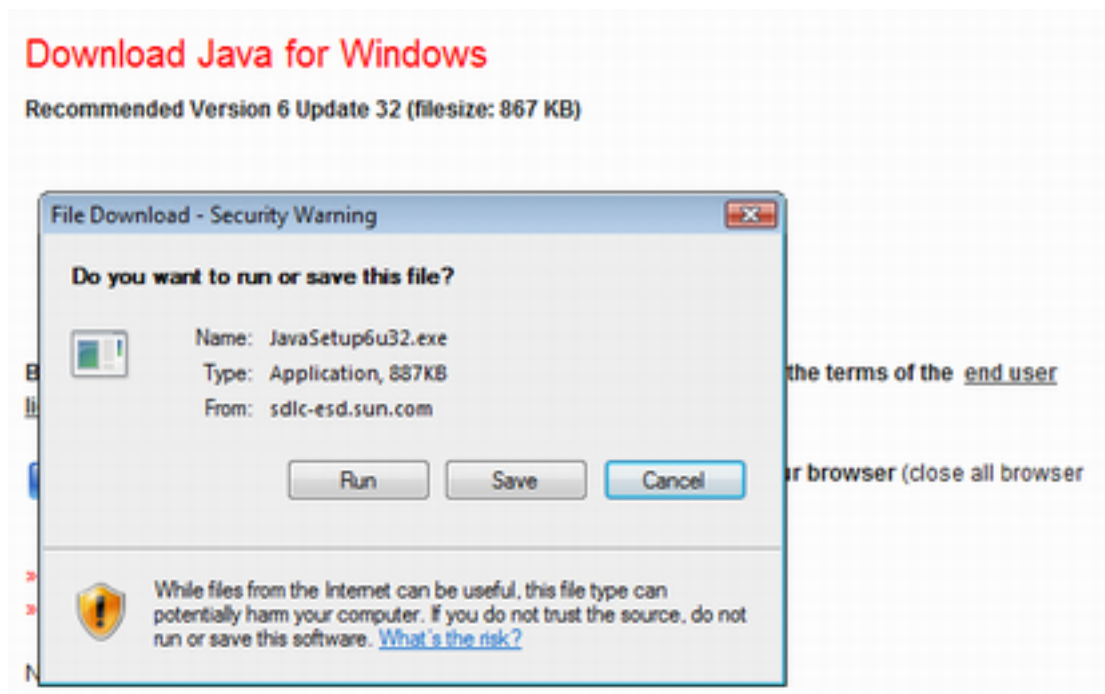 Download Java for Windows
Recommended Version 6 Update 32 (filesize: 867 KB)
File Download - Security Warning
Do you want to run or save this file?
Name: JavaSetup6u32.exe
Type: Application, 887KB
From: sdlc-esd.sun.com
the terms of the end user
Run Save Cancel
browser (close all browser
While files from the Internet can be useful, this file type can
potentially harm your computer. If you do not trust the source, do not
run or save this software. What's the risk?